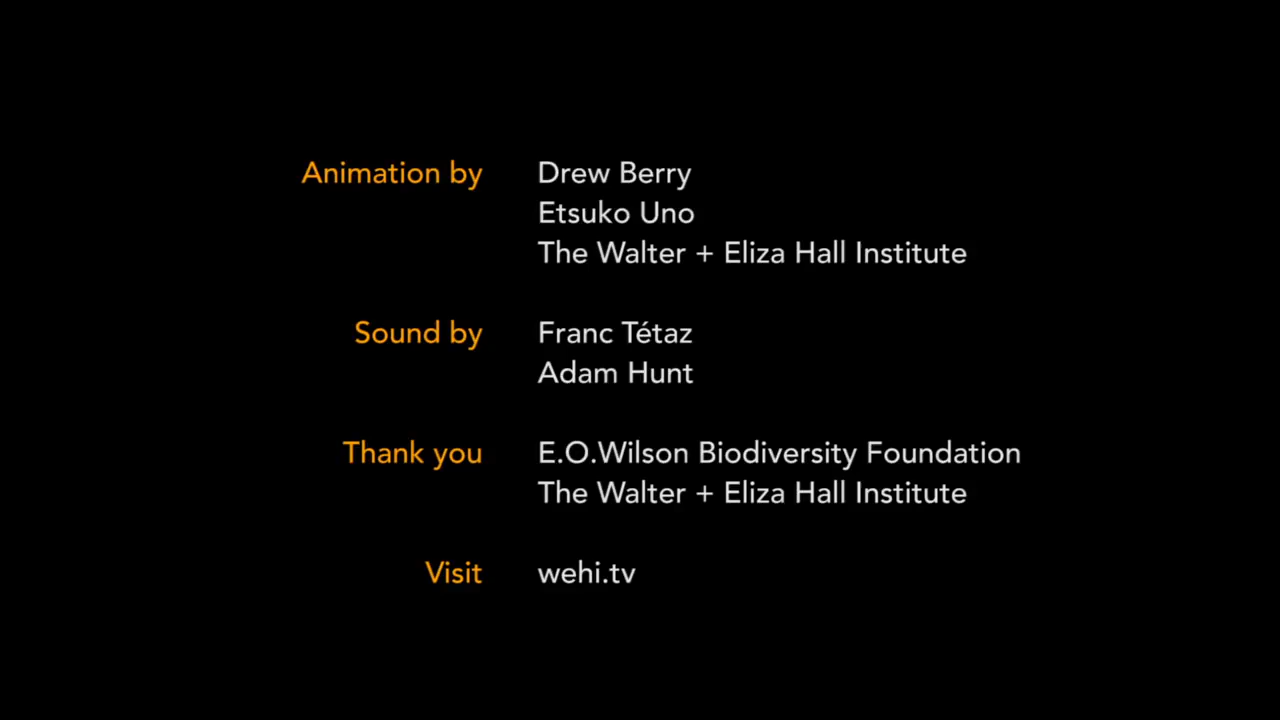 Animation by Drew Berry
Etsuko Uno
The Walter + Eliza Hall Institute
Sound by Franc Tétaz
Adam Hunt
Thank you E.O.Wilson Biodiversity Foundation
The Walter + Eliza Hall Institute
Visit wehi.tv